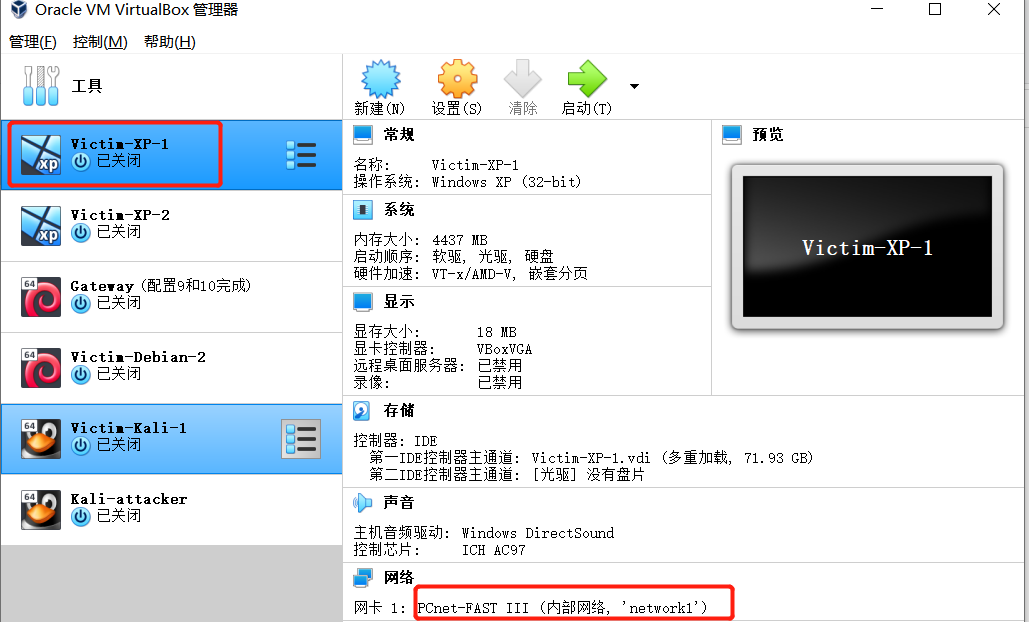 Oracle VM VirtualBox 管理器
管理(F) 控制(M) 帮助(H)
工具
新建(N) 设置(S) 清除 启动(T)
Victim-XP-1
已关闭
Victim-XP-2
已关闭
64
Gateway (配置9和10完成)
已关闭
64
Victim-Debian-2
已关闭
64
Victim-Kali-1
已关闭
64
Kali-attacker
已关闭
常规
名称: Victim-XP-1
操作系统: Windows XP (32-bit)
系统
内存大小: 4437 MB
启动顺序: 软驱, 光驱, 硬盘
硬件加速: VT-x/AMD-V, 嵌套分页
显示
显存大小: 18 MB
显卡控制器: VBoxVGA
远程桌面服务器: 已禁用
录像: 已禁用
存储
控制器: IDE
第一IDE控制器主通道: Victim-XP-1.vdi (多重加载, 71.93 GB)
第二IDE控制器主通道: [光驱] 没有盘片
声音
主机音频驱动: Windows DirectSound
控制芯片: ICH AC97
网络
网卡 1: PCnet-FAST III (内部网络, 'network1')
预览
Victim-XP-1
xp
xp